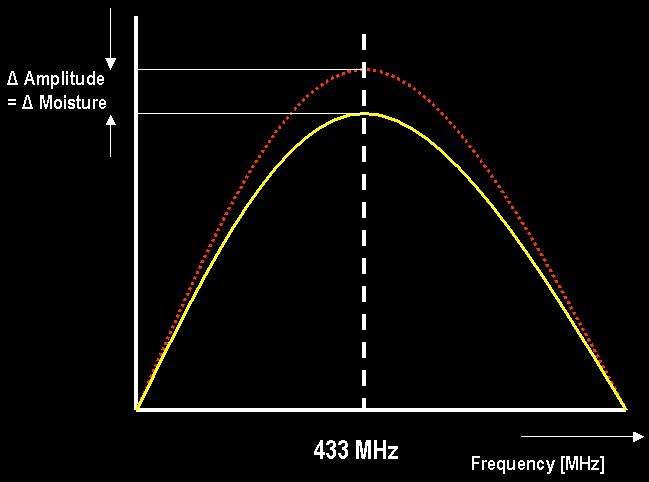 Δ Amplitude
= Δ Moisture
433 MHz
Frequency [MHz]